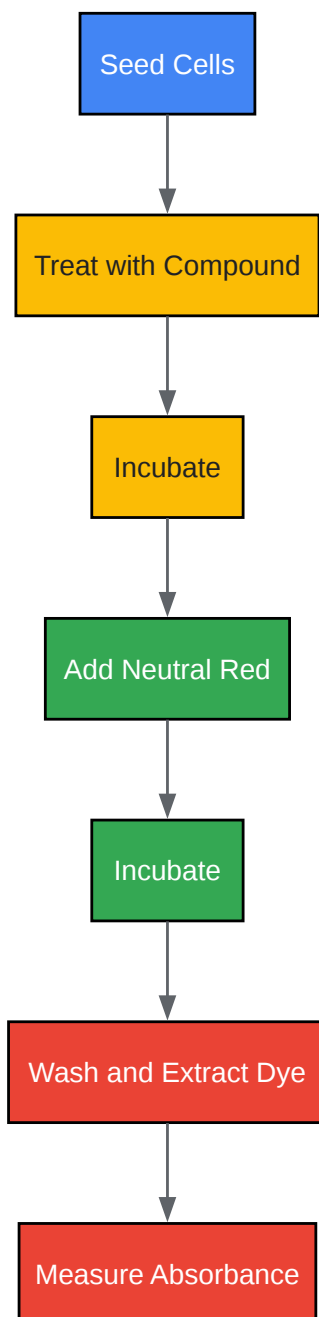 Seed Cells
Treat with Compound
Incubate
Add Neutral Red
Incubate
Wash and Extract Dye
Measure Absorbance